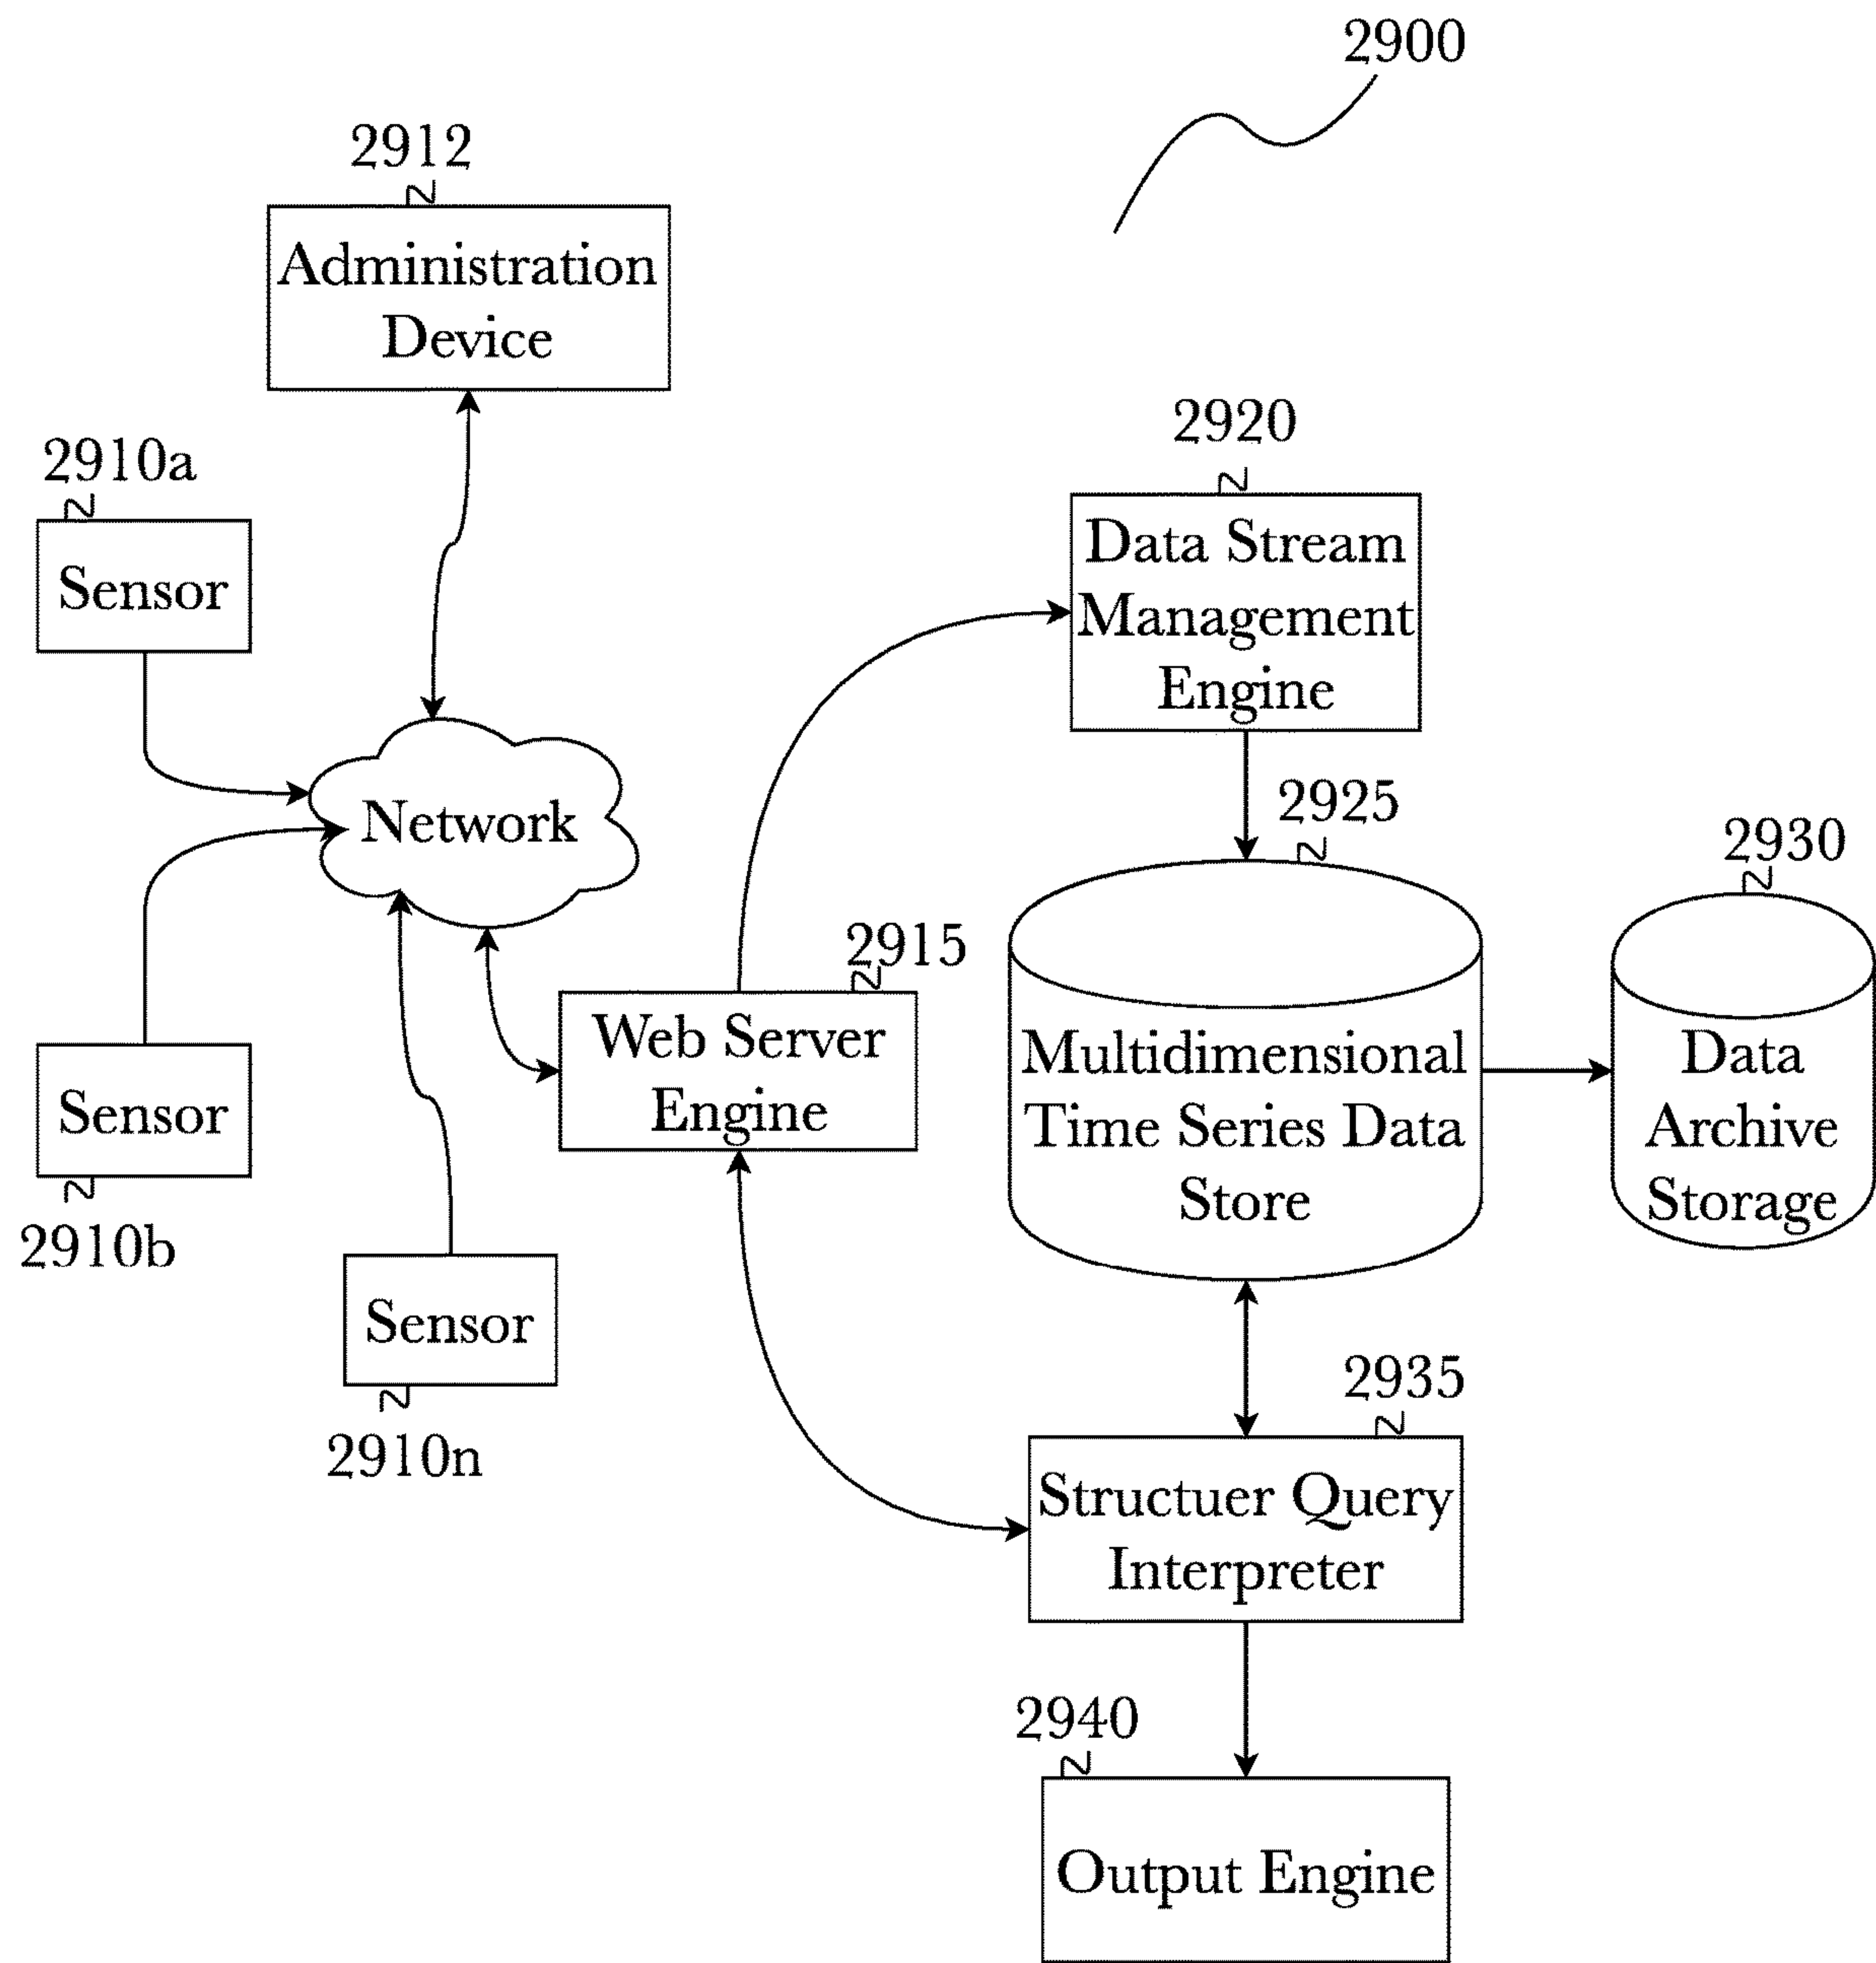 2900
2912
Administration
Device
2910a
Sensor
2920
Data Stream
Management
Engine
Network
2925
2930
2915
Web Server
Engine
Multidimensional
Time Series Data
Store
Data
Archive
Storage
Sensor
2910b
Sensor
2910n
2935
Structuer Query
Interpreter
2940
Output Engine